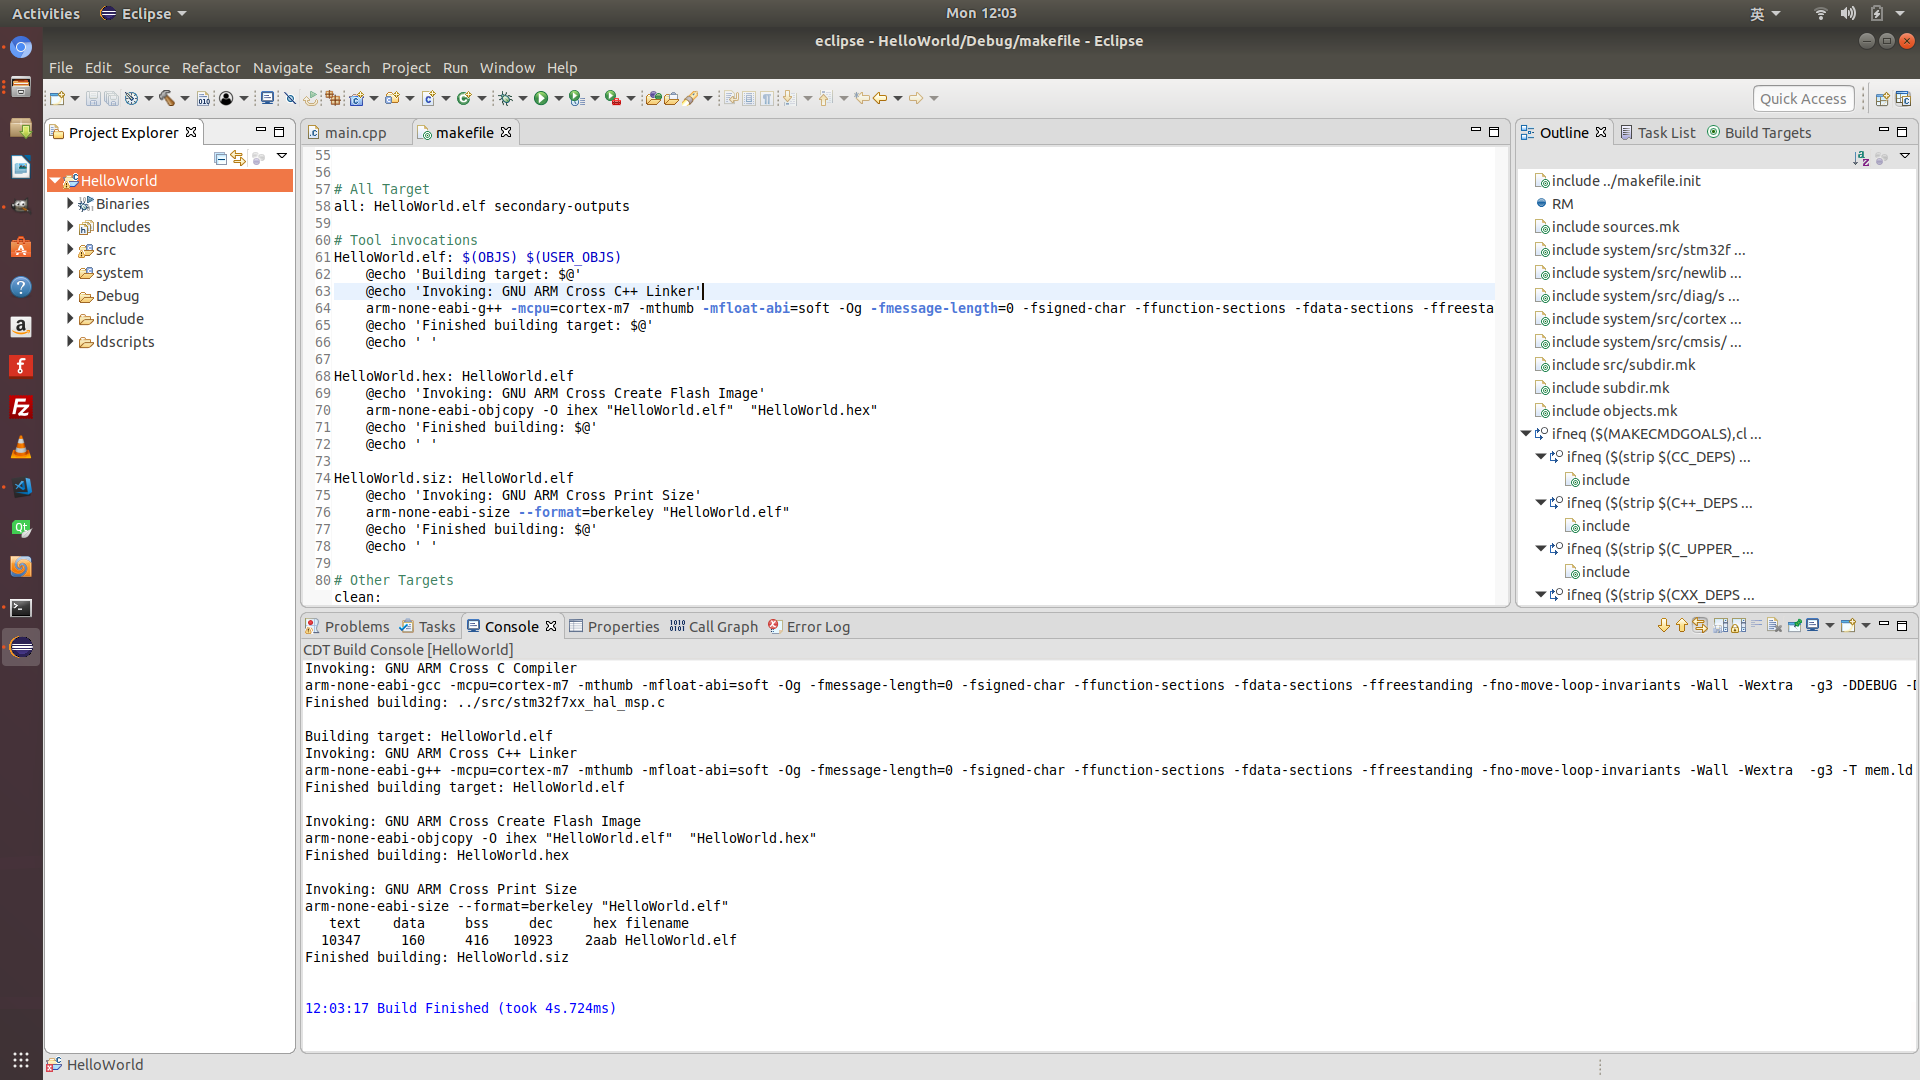 Activities
Eclipse
Mon 12:03
英
eclipse - HelloWorld/Debug/makefile - Eclipse
File Edit Source Refactor Navigate Search Project Run Window Help
Quick Access
Project Explorer
HelloWorld
Binaries
Includes
src
system
Debug
include
ldscripts
main.cpp
makefile
55
56
57 # All Target
58 all: HelloWorld.elf secondary-outputs
59
60 # Tool invocations
61 HelloWorld.elf: $(OBJS) $(USER_OBJS)
62 @echo 'Building target: $@'
63 @echo 'Invoking: GNU ARM Cross C++ Linker'
64 arm-none-eabi-g++ -mcpu=cortex-m7 -mthumb -mfloat-abi=soft -Og -fmessage-length=0 -fsigned-char -ffunction-sections -fdata-sections -ffreesta
65 @echo 'Finished building target: $@'
66 @echo ' '
67
68 HelloWorld.hex: HelloWorld.elf
69 @echo 'Invoking: GNU ARM Cross Create Flash Image'
70 arm-none-eabi-objcopy -O ihex "HelloWorld.elf"  "HelloWorld.hex"
71 @echo 'Finished building: $@'
72 @echo ' '
73
74 HelloWorld.siz: HelloWorld.elf
75 @echo 'Invoking: GNU ARM Cross Print Size'
76 arm-none-eabi-size --format=berkeley "HelloWorld.elf"
77 @echo 'Finished building: $@'
78 @echo ' '
79
80 # Other Targets
clean:
Outline
Task List
Build Targets
include ../makefile.init
RM
include sources.mk
include system/src/stm32f ...
include system/src/newlib ...
include system/src/diag/s ...
include system/src/cortex ...
include system/src/cmsis/ ...
include src/subdir.mk
include subdir.mk
include objects.mk
ifneq ($(MAKECMDGOALS),cl ...
ifneq ($(strip $(CC_DEPS) ...
include
ifneq ($(strip $(C++_DEPS ...
include
ifneq ($(strip $(C_UPPER_ ...
include
ifneq ($(strip $(CXX_DEPS ...
Problems Tasks Console Properties Call Graph Error Log
CDT Build Console [HelloWorld]
Invoking: GNU ARM Cross C Compiler
arm-none-eabi-gcc -mcpu=cortex-m7 -mthumb -mfloat-abi=soft -Og -fmessage-length=0 -fsigned-char -ffunction-sections -fdata-sections -ffreestanding -fno-move-loop-invariants -Wall -Wextra  -g3 -DDEBUG -D
Finished building: ../src/stm32f7xx_hal_msp.c
Building target: HelloWorld.elf
Invoking: GNU ARM Cross C++ Linker
arm-none-eabi-g++ -mcpu=cortex-m7 -mthumb -mfloat-abi=soft -Og -fmessage-length=0 -fsigned-char -ffunction-sections -fdata-sections -ffreestanding -fno-move-loop-invariants -Wall -Wextra  -g3 -T mem.ld
Finished building target: HelloWorld.elf
Invoking: GNU ARM Cross Create Flash Image
arm-none-eabi-objcopy -O ihex "HelloWorld.elf"  "HelloWorld.hex"
Finished building: HelloWorld.hex
Invoking: GNU ARM Cross Print Size
arm-none-eabi-size --format=berkeley "HelloWorld.elf"
text data bss dec hex filename
10347 160 416 10923 2aab HelloWorld.elf
Finished building: HelloWorld.siz
12:03:17 Build Finished (took 4s.724ms)
HelloWorld